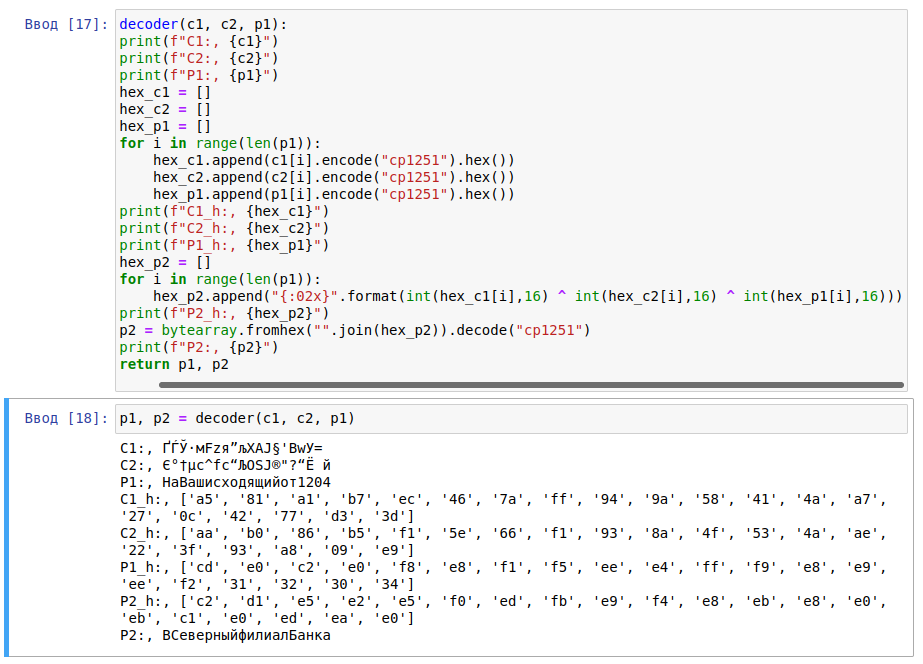 Ввод [17]: decoder(c1, c2, p1):
print(f"C1:, {c1}")
print(f"C2:, {c2}")
print(f"P1:, {p1}")
hex_c1 = []
hex_c2 = []
hex_p1 = []
for i in range(len(p1)):
    hex_c1.append(c1[i].encode("cp1251").hex())
    hex_c2.append(c2[i].encode("cp1251").hex())
    hex_p1.append(p1[i].encode("cp1251").hex())
print(f"C1_h:, {hex_c1}")
print(f"C2_h:, {hex_c2}")
print(f"P1_h:, {hex_p1}")
hex_p2 = []
for i in range(len(p1)):
    hex_p2.append("{:02x}".format(int(hex_c1[i],16) ^ int(hex_c2[i],16) ^ int(hex_p1[i],16)))
print(f"P2_h:, {hex_p2}")
p2 = bytearray.fromhex("".join(hex_p2)).decode("cp1251")
print(f"P2:, {p2}")
return p1, p2
Ввод [18]: p1, p2 = decoder(c1, c2, p1)
C1:, ҐЃЎ·мFzя”љXAJ§'BwУ=
C2:, Є°†µс^fс“ЉOSJ®"?“Ё й
P1:, НаВашисходящийот1204
C1_h:, ['a5', '81', 'a1', 'b7', 'ec', '46', '7a', 'ff', '94', '9a', '58', '41', '4a', 'a7',
'27', '0c', '42', '77', 'd3', '3d']
C2_h:, ['aa', 'b0', '86', 'b5', 'f1', '5e', '66', 'f1', '93', '8a', '4f', '53', '4a', 'ae',
'22', '3f', '93', 'a8', '09', 'e9']
P1_h:, ['cd', 'e0', 'c2', 'e0', 'f8', 'e8', 'f1', 'f5', 'ee', 'e4', 'ff', 'f9', 'e8', 'e9',
'ee', 'f2', '31', '32', '30', '34']
P2_h:, ['c2', 'd1', 'e5', 'e2', 'e5', 'f0', 'ed', 'fb', 'e9', 'f4', 'e8', 'eb', 'e8', 'e0',
'eb', 'c1', 'e0', 'ed', 'ea', 'e0']
P2:, ВСеверныйфилиалБанка